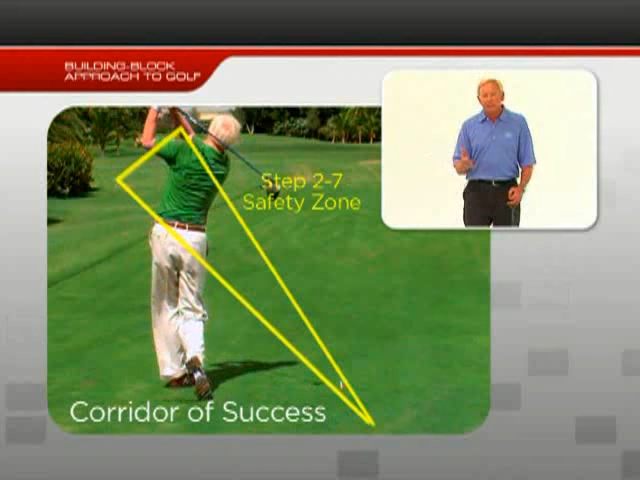 BUILDING-BLOCK
APPROACH TO GOLF
Step 2-7
Safety Zone
Corridor of Success